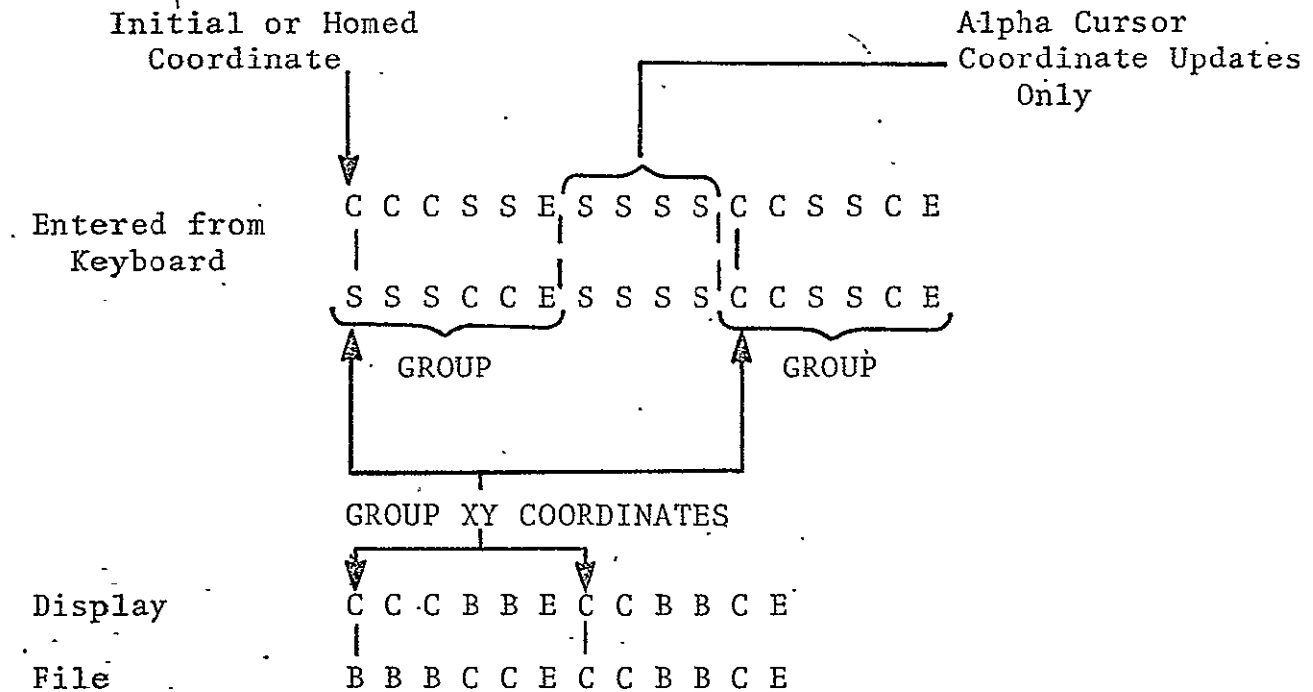 Initial or Homed
Coordinate
Alpha Cursor
Coordinate Updates
Only
Entered from
Keyboard
C C C S S E S S S S C C S S C E
S S S C C E S S S S C C S S C E
GROUP
GROUP
GROUP XY COORDINATES
Display
C C C B B E C C B B C E
File
B B B C C E C C B B C E